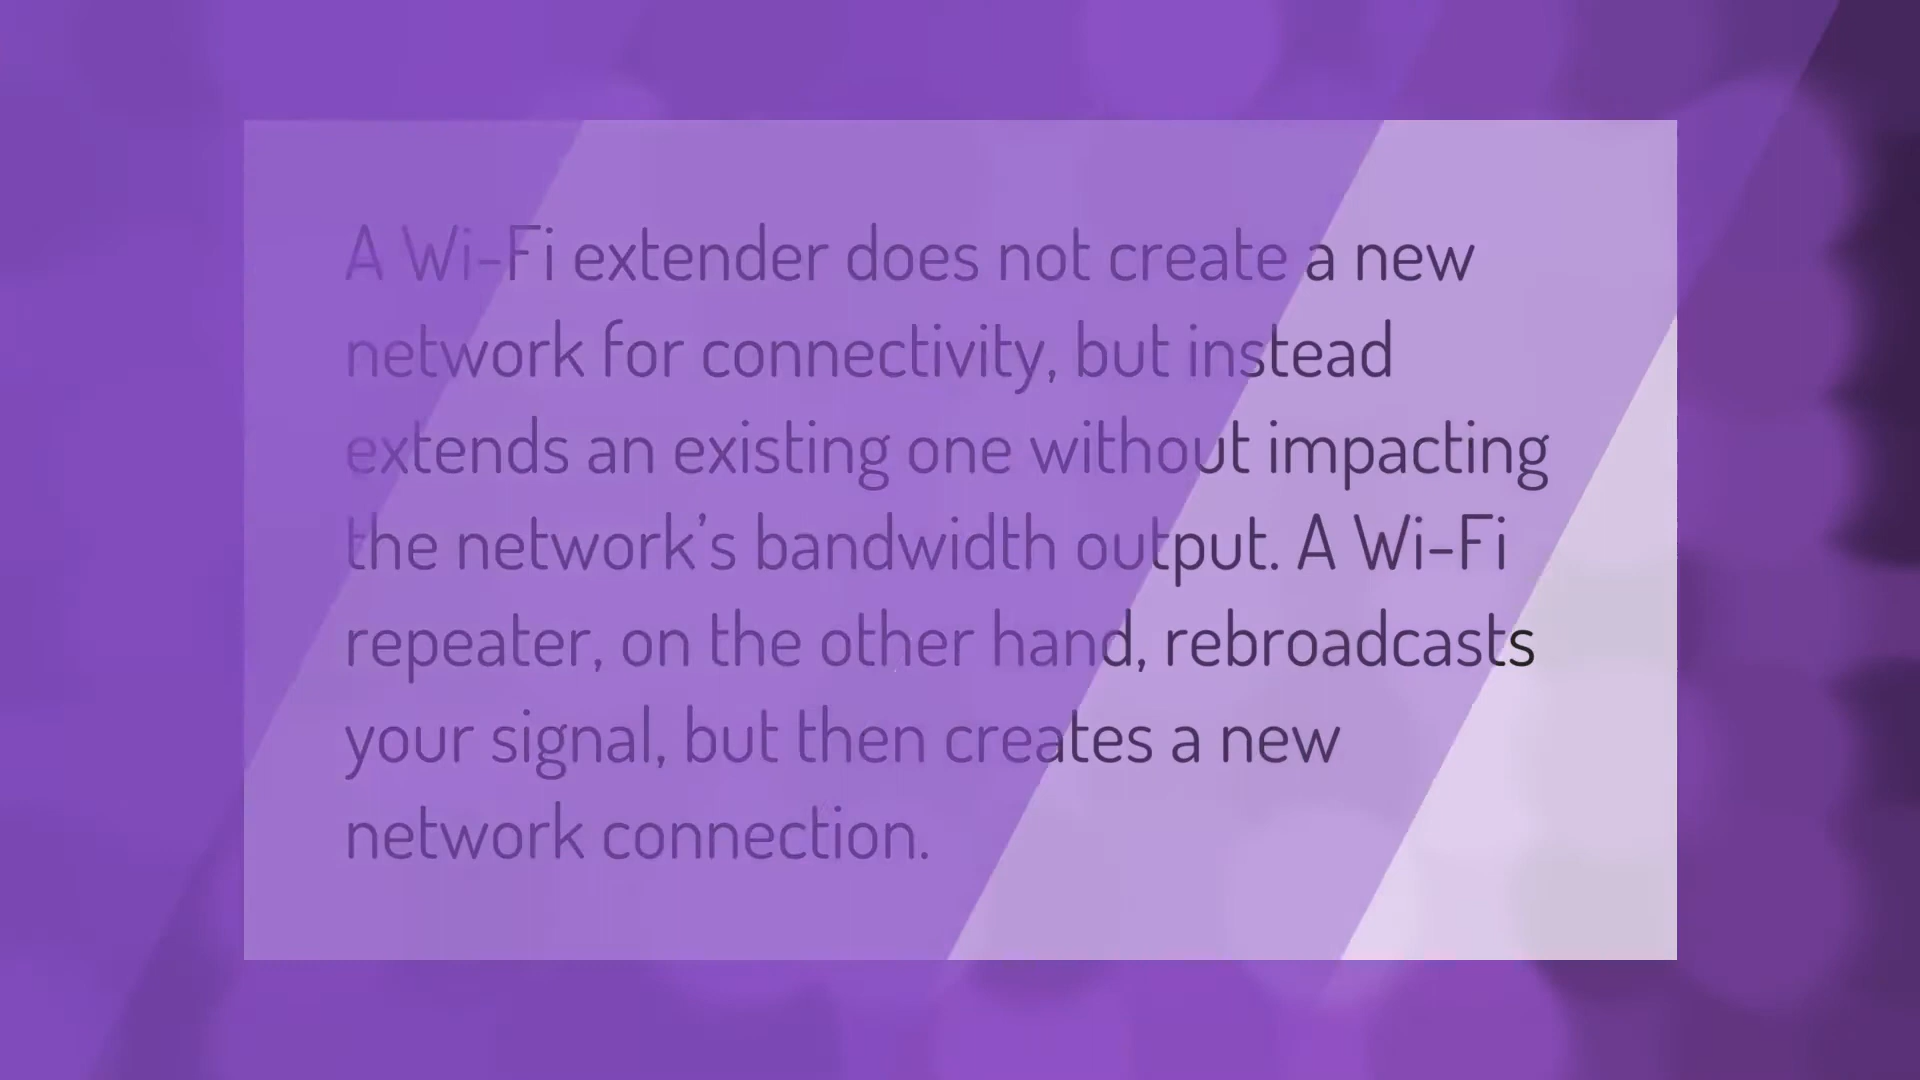 A Wi-Fi extender does not create a new
network for connectivity, but instead
extends an existing one without impacting
the network’s bandwidth output. A Wi-Fi
repeater, on the other hand, rebroadcasts
your signal, but then creates a new
network connection.